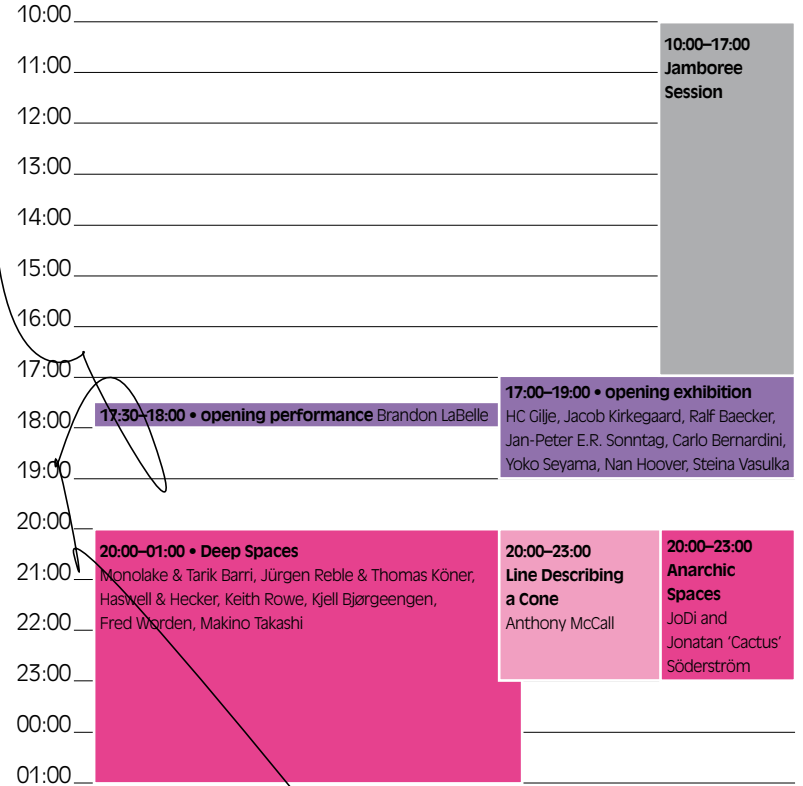 10:00
11:00
12:00
13:00
14:00
15:00
16:00
17:00
18:00
19:00
20:00
21:00
22:00
23:00
00:00
01:00
10:00–17:00
Jamboree
Session
17:30–18:00 • opening performance Brandon LaBelle
17:00–19:00 • opening exhibition
HC Gilje, Jacob Kirkegaard, Ralf Baecker,
Jan-Peter E.R. Sonntag, Carlo Bernardini,
Yoko Seyama, Nan Hoover, Steina Vasulka
20:00–01:00 • Deep Spaces
Monolake & Tarik Barri, Jürgen Reble & Thomas Köner,
Haswell & Hecker, Keith Rowe, Kjell Bjørgeengen,
Fred Worden, Makino Takashi
20:00–23:00
Line Describing
a Cone
Anthony McCall
20:00–23:00
Anarchic
Spaces
JoDi and
Jonatan ‘Cactus’
Söderström